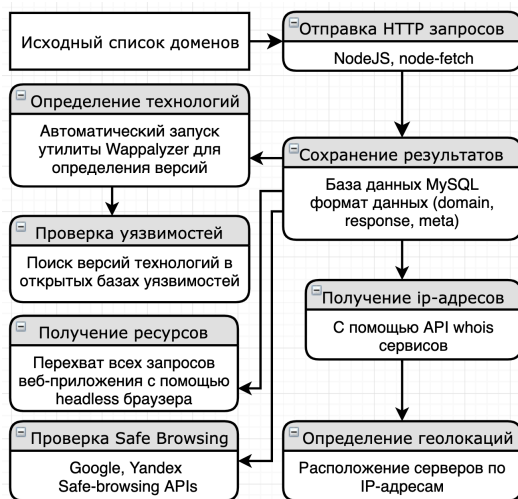 Исходный список доменов
Отправка HTTP запросов
NodeJS, node-fetch
Определение технологий
Автоматический запуск
утилиты Wappalyzer для
определения версий
Сохранение результатов
База данных MySQL
формат данных (domain,
response, meta)
Проверка уязвимостей
Поиск версий технологий в
открытых базах уязвимостей
Получение ip-адресов
С помощью API whois
сервисов
Получение ресурсов
Перехват всех запросов
веб-приложения с помощью
headless браузера
Проверка Safe Browsing
Google, Yandex
Safe-browsing APIs
Определение геолокаций
Расположение серверов по
IP-адресам